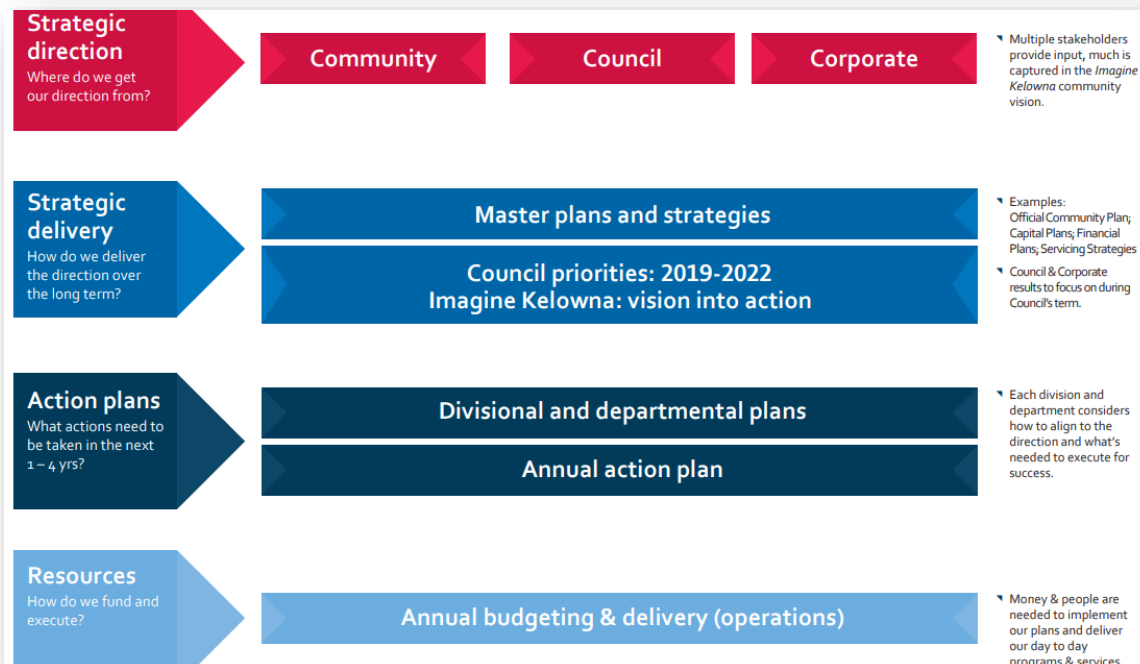 Strategic
direction
Where do we get
our direction from?
Community
Council
Corporate
Multiple stakeholders
provide input, much is
captured in the Imagine
Kelowna community
vision.
Strategic
delivery
How do we deliver
the direction over
the long term?
Master plans and strategies
Council priorities: 2019-2022
Imagine Kelowna: vision into action
Examples:
Official Community Plan;
Capital Plans; Financial
Plans; Servicing Strategies
Council & Corporate
results to focus on during
Council's term.
Action plans
What actions need to
be taken in the next
1 – 4 yrs?
Divisional and departmental plans
Annual action plan
Each division and
department considers
how to align to the
direction and what's
needed to execute for
success.
Resources
How do we fund and
execute?
Annual budgeting & delivery (operations)
Money & people are
needed to implement
our plans and deliver
our day to day
programs & services